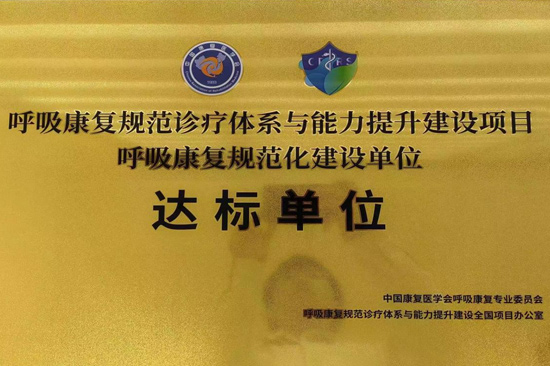 呼吸康复规范诊疗体系与能力提升建设项目
呼吸康复规范化建设单位
达标单位
中国康复医学会呼吸康复专业委员会
呼吸康复规范诊疗体系与能力提升建设全国项目办公室